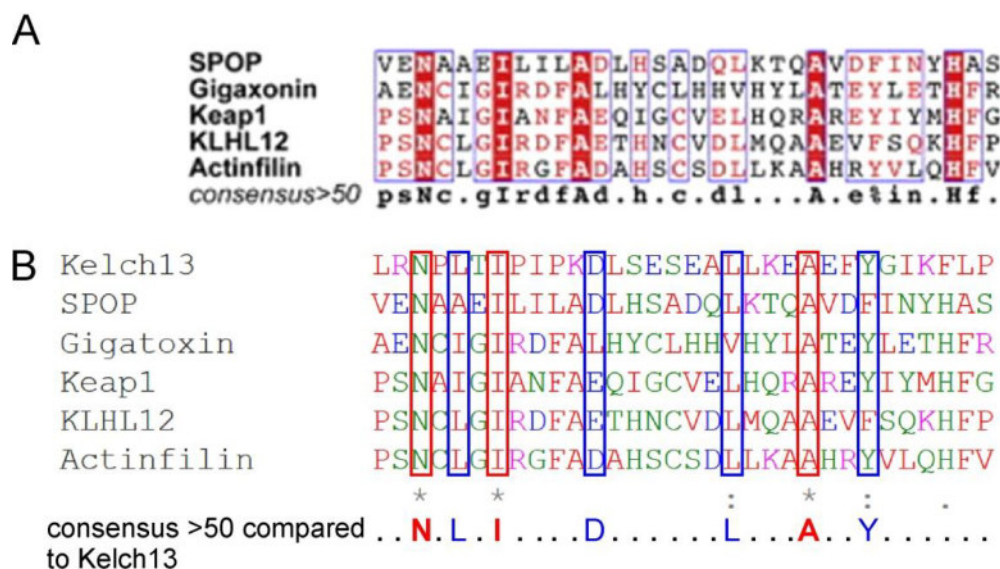 A
SPOP VENAAEILILADLHSADQLKTQAVDFINYHAS
Gigaxonin AENCIGIRDFALHYCLHHVHYLATEYLETHFR
Keap1 PSNAIGIANFAEQIGCVELHQRAREYIYMHFG
KLHL12 PSNCLGIRDFAETHNCVDLMQAAEVFSQKHFP
Actinfilin PSNCLGIRGFADAHSCSDLLKAAHRYVLQHFV
consensus>50 psNc.gIrdfAd.h.c.dl...A.e%in.Hf.
B
Kelch13 LRNPLTIPIPKDLSESEALLKEAEFYGIKFLP
SPOP VENAAEILILADLHSADQLKTQAVDFINYHAS
Gigatoxin AENCIGIRDFALHYCLHHVHYLATEYLETHFR
Keap1 PSNAIGIANFAEQIGCVELHQRAREYIYMHFG
KLHL12 PSNCLGIRDFAETHNCVDLMQAAEVFSQKHFP
Actinfilin PSNCLGIRGFADAHSCSDLLKAAHRYVLQHFV
* * : * : .
consensus >50 compared ..N.L.I....D......L...A..Y......
to Kelch13